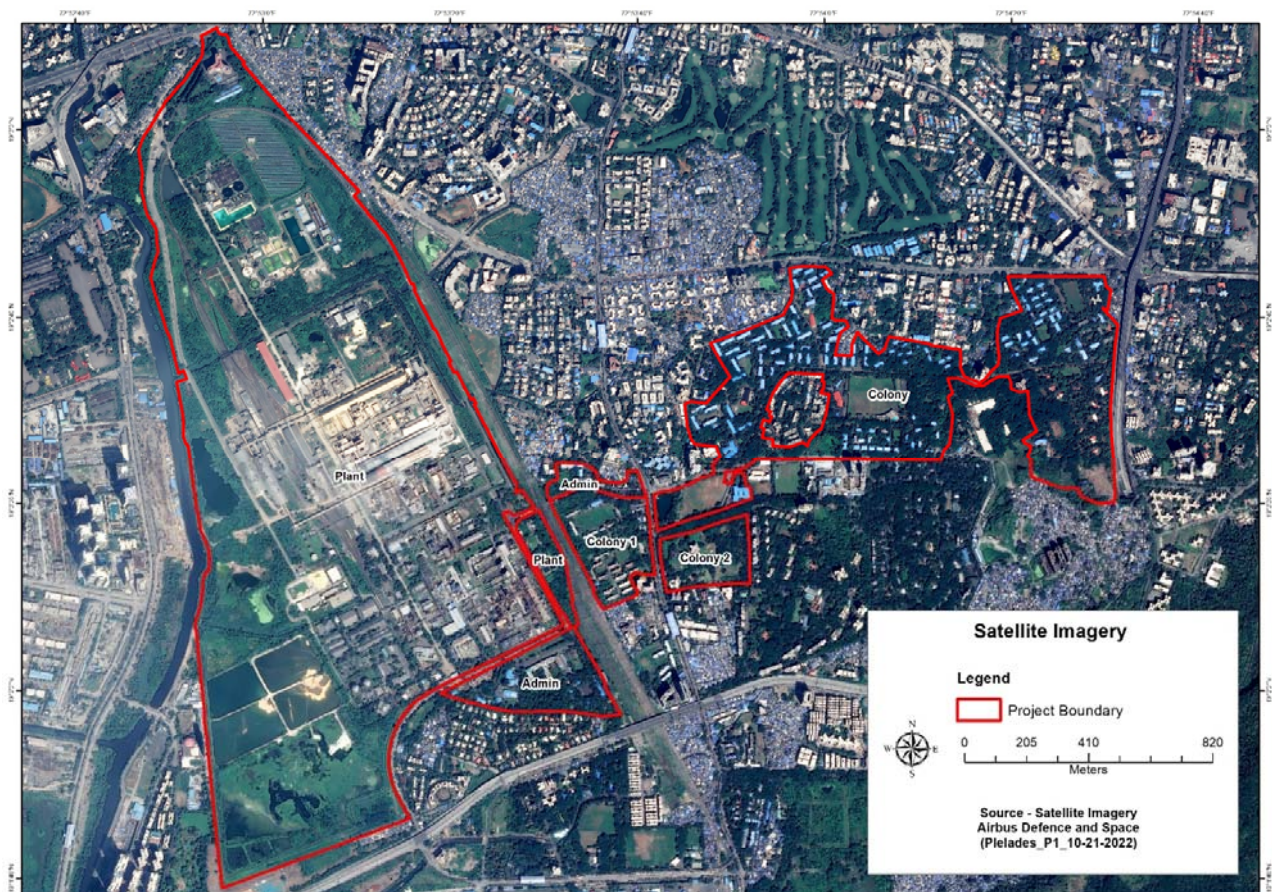 Colony
Plant
Admin
Colony 1
Plant
Colony 2
Admin
Satellite Imagery
Legend
Project Boundary
N
W
E
S
0 205 410 820
Meters
Source - Satellite Imagery
Airbus Defence and Space
(Pleiades_P1_10-21-2022)